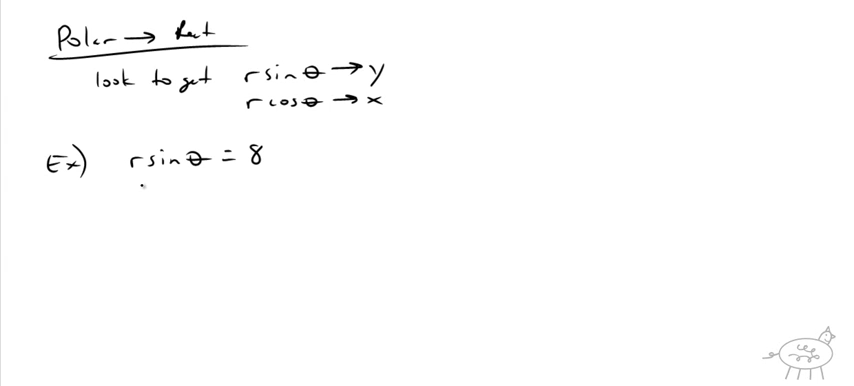 Polar → Rect
look to get r sin θ → y
r cos θ → x
Ex) r sin θ = 8